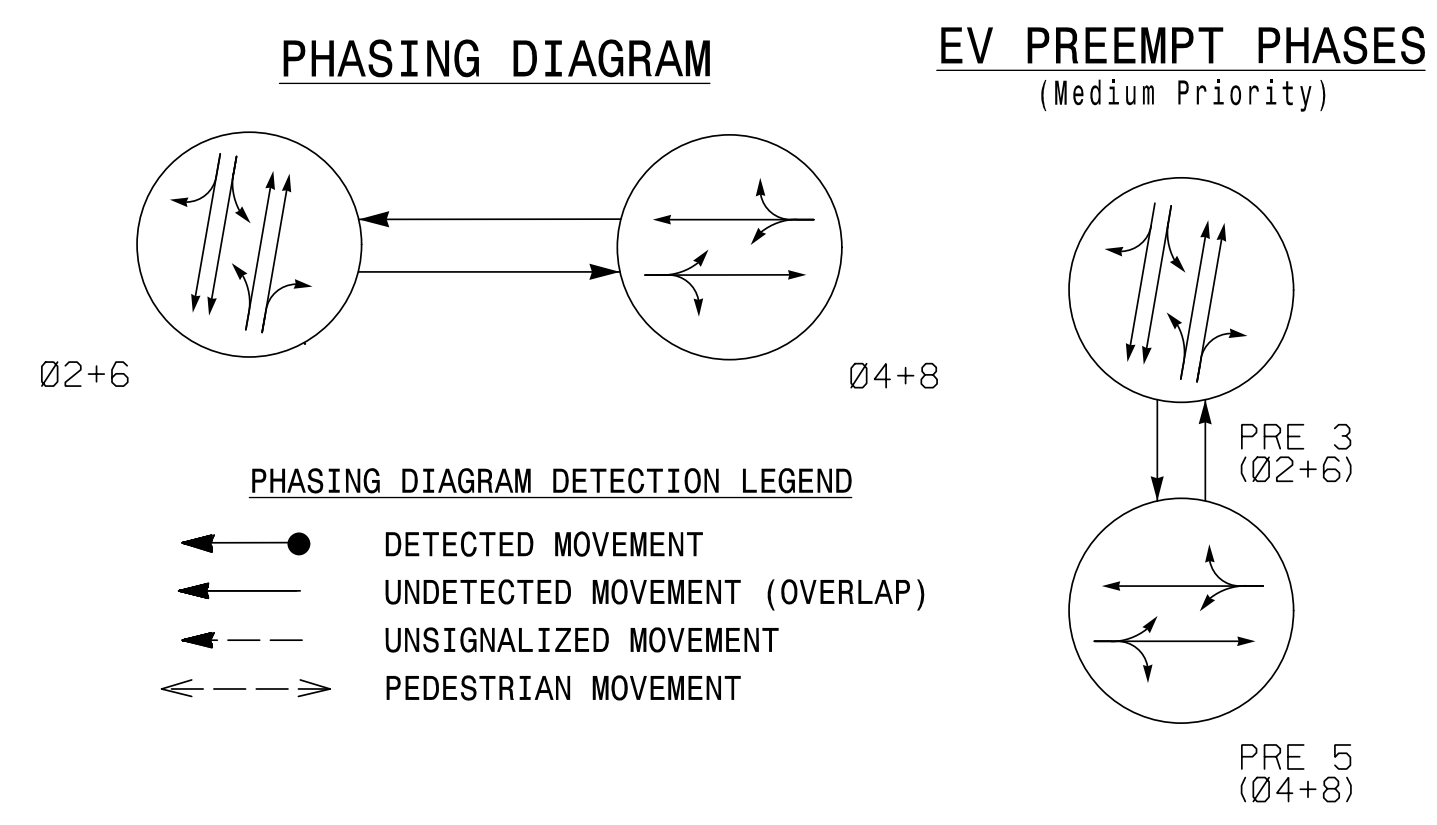 PHASING DIAGRAM
Ø2+6
Ø4+8
PHASING DIAGRAM DETECTION LEGEND
DETECTED MOVEMENT
UNDETECTED MOVEMENT (OVERLAP)
UNSIGNALIZED MOVEMENT
PEDESTRIAN MOVEMENT
EV PREEMPT PHASES
(Medium Priority)
PRE 3
(Ø2+6)
PRE 5
(Ø4+8)